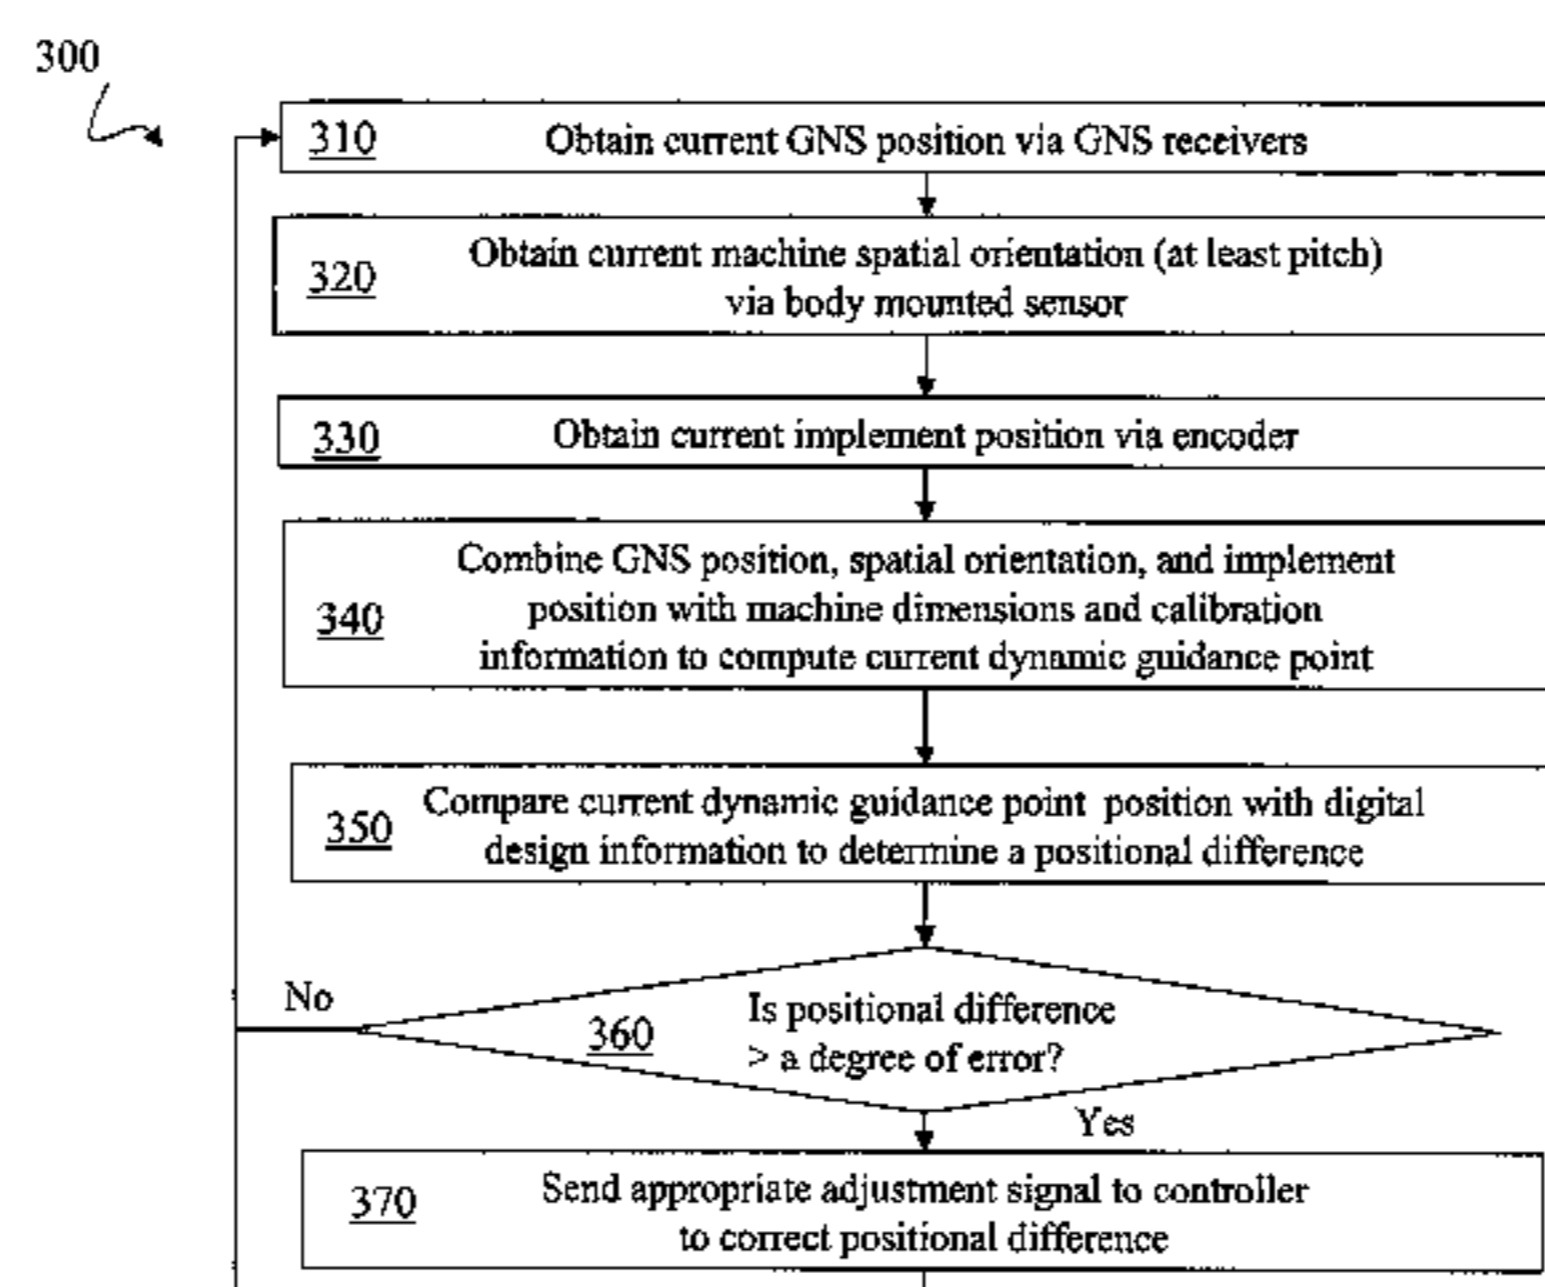 300
310 Obtain current GNS position via GNS receivers
320 Obtain current machine spatial orientation (at least pitch)
via body mounted sensor
330 Obtain current implement position via encoder
340 Combine GNS position, spatial orientation, and implement
position with machine dimensions and calibration
information to compute current dynamic guidance point
350 Compare current dynamic guidance point position with digital
design information to determine a positional difference
No
360 Is positional difference
> a degree of error?
Yes
370 Send appropriate adjustment signal to controller
to correct positional difference